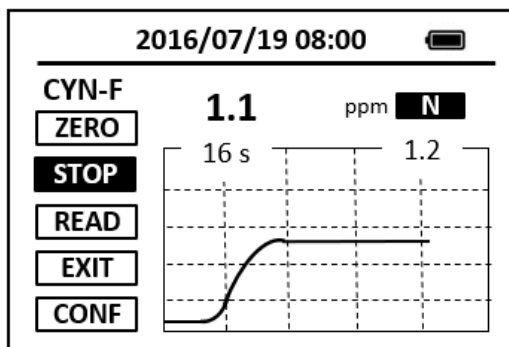 2016/07/19 08:00
CYN-F
1.1 ppm N
ZERO
16 s 1.2
STOP
READ
EXIT
CONF